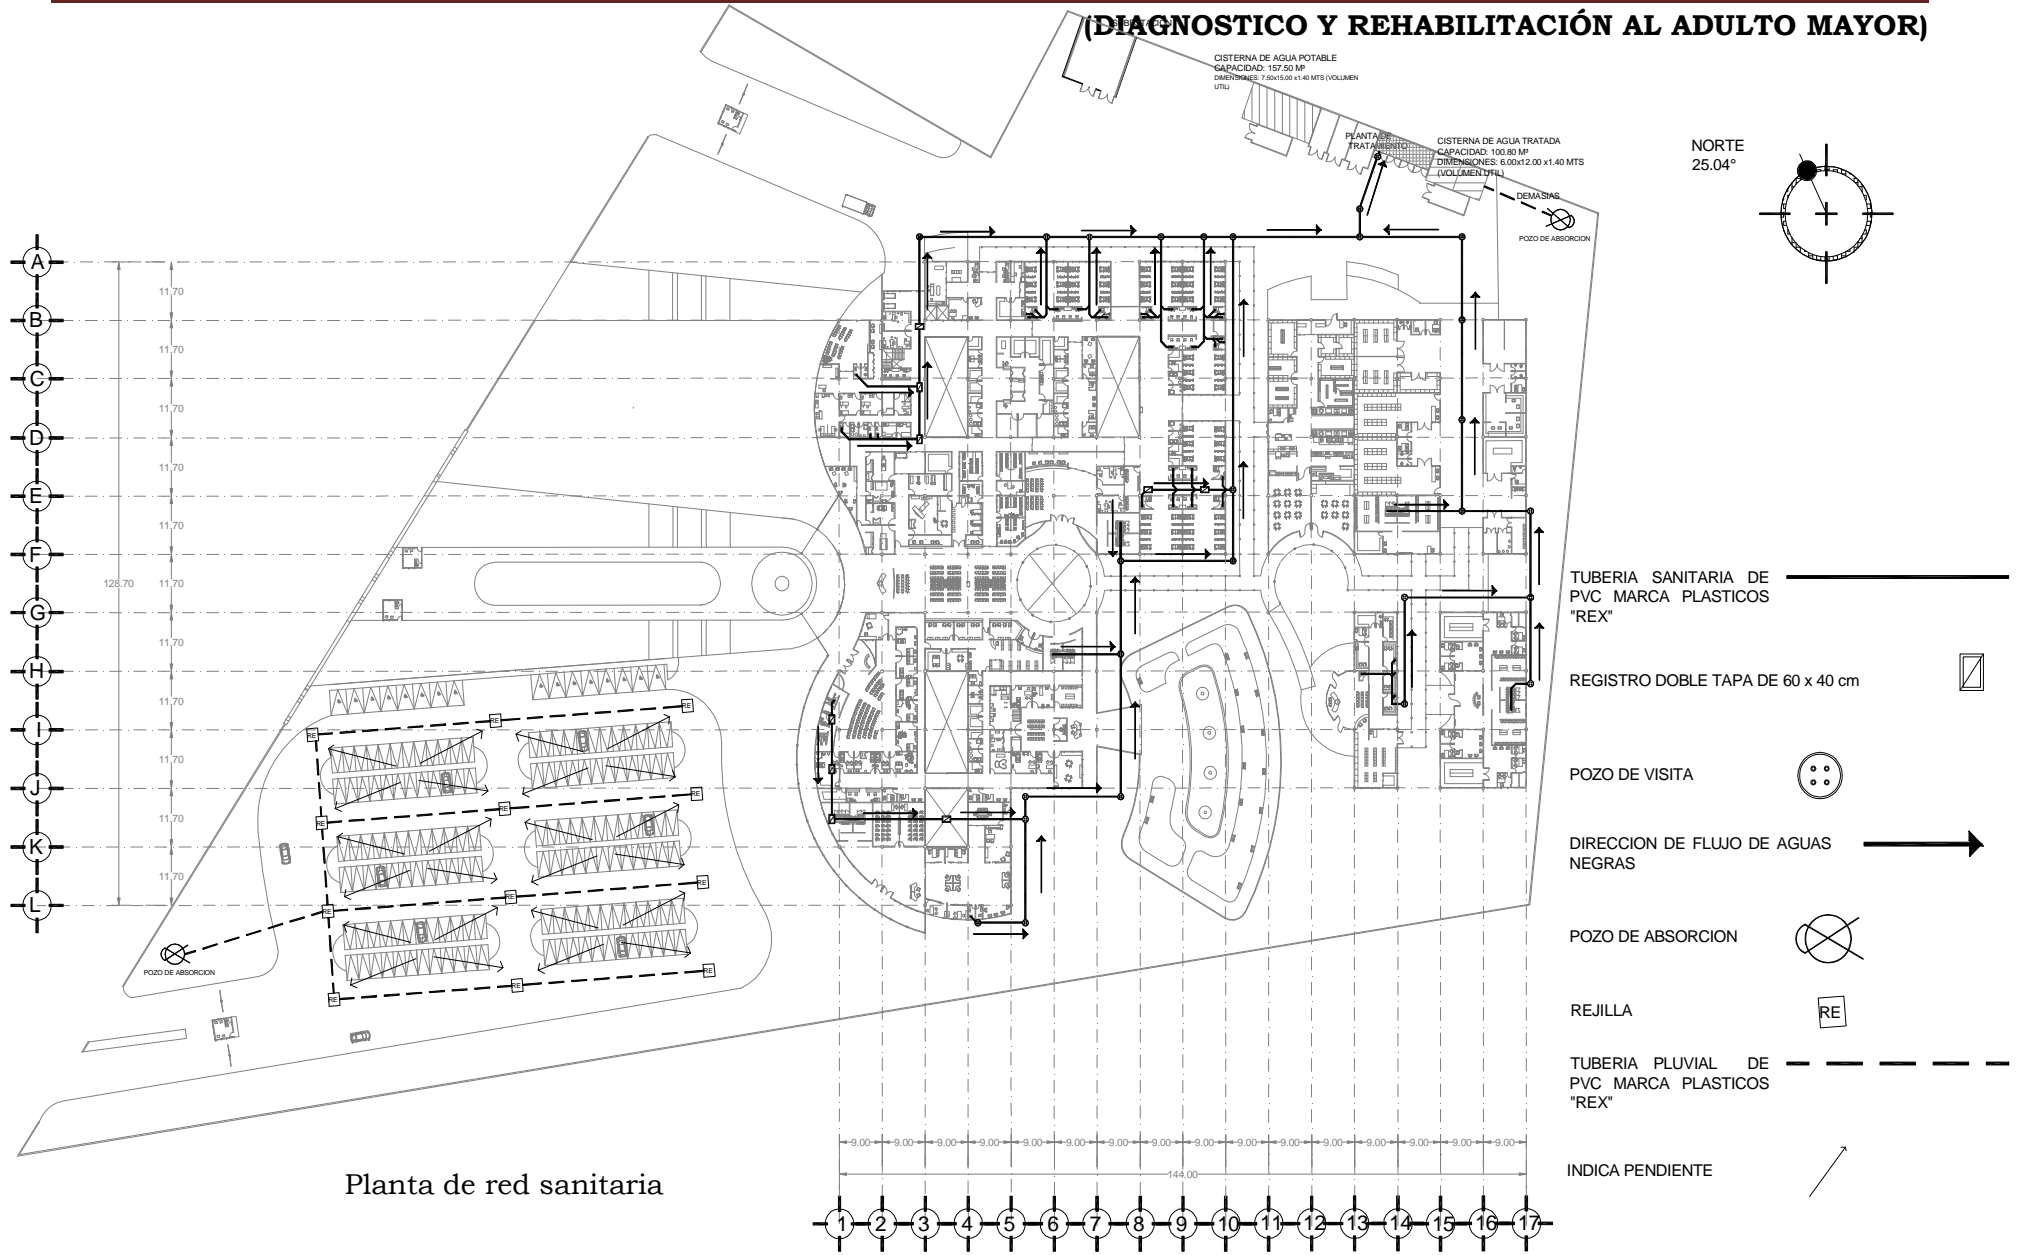 (DIAGNOSTICO Y REHABILITACIÓN AL ADULTO MAYOR)
CISTERNA DE AGUA POTABLE
CAPACIDAD: 157.50 M³
DIMENSIONES: 7.50x15.00 x1.40 MTS (VOLUMEN
UTIL)
PLANTA DE
TRATAMIENTO
CISTERNA DE AGUA TRATADA
CAPACIDAD: 100.80 M³
DIMENSIONES: 6.00x12.00 x1.40 MTS
(VOLUMEN UTIL)
DEMASIAS
POZO DE ABSORCION
NORTE
25.04°
A
B
C
D
E
F
G
H
I
J
K
L
11.70
11.70
11.70
11.70
11.70
11.70
11.70
11.70
11.70
11.70
11.70
128.70
RE
RE
RE
RE
RE
RE
RE
RE
RE
RE
RE
RE
POZO DE ABSORCION
TUBERIA SANITARIA DE
PVC MARCA PLASTICOS
"REX"
REGISTRO DOBLE TAPA DE 60 x 40 cm
POZO DE VISITA
DIRECCION DE FLUJO DE AGUAS
NEGRAS
POZO DE ABSORCION
REJILLA
RE
TUBERIA PLUVIAL DE
PVC MARCA PLASTICOS
"REX"
INDICA PENDIENTE
9.00 9.00 9.00 9.00 9.00 9.00 9.00 9.00 9.00 9.00 9.00 9.00 9.00 9.00 9.00 9.00
144.00
Planta de red sanitaria
1 2 3 4 5 6 7 8 9 10 11 12 13 14 15 16 17